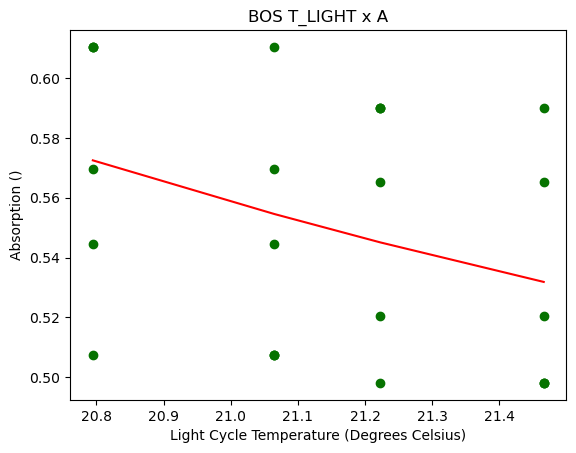 BOS T_LIGHT x A
Absorption ()
0.60
0.58
0.56
0.54
0.52
0.50
20.8 20.9 21.0 21.1 21.2 21.3 21.4
Light Cycle Temperature (Degrees Celsius)